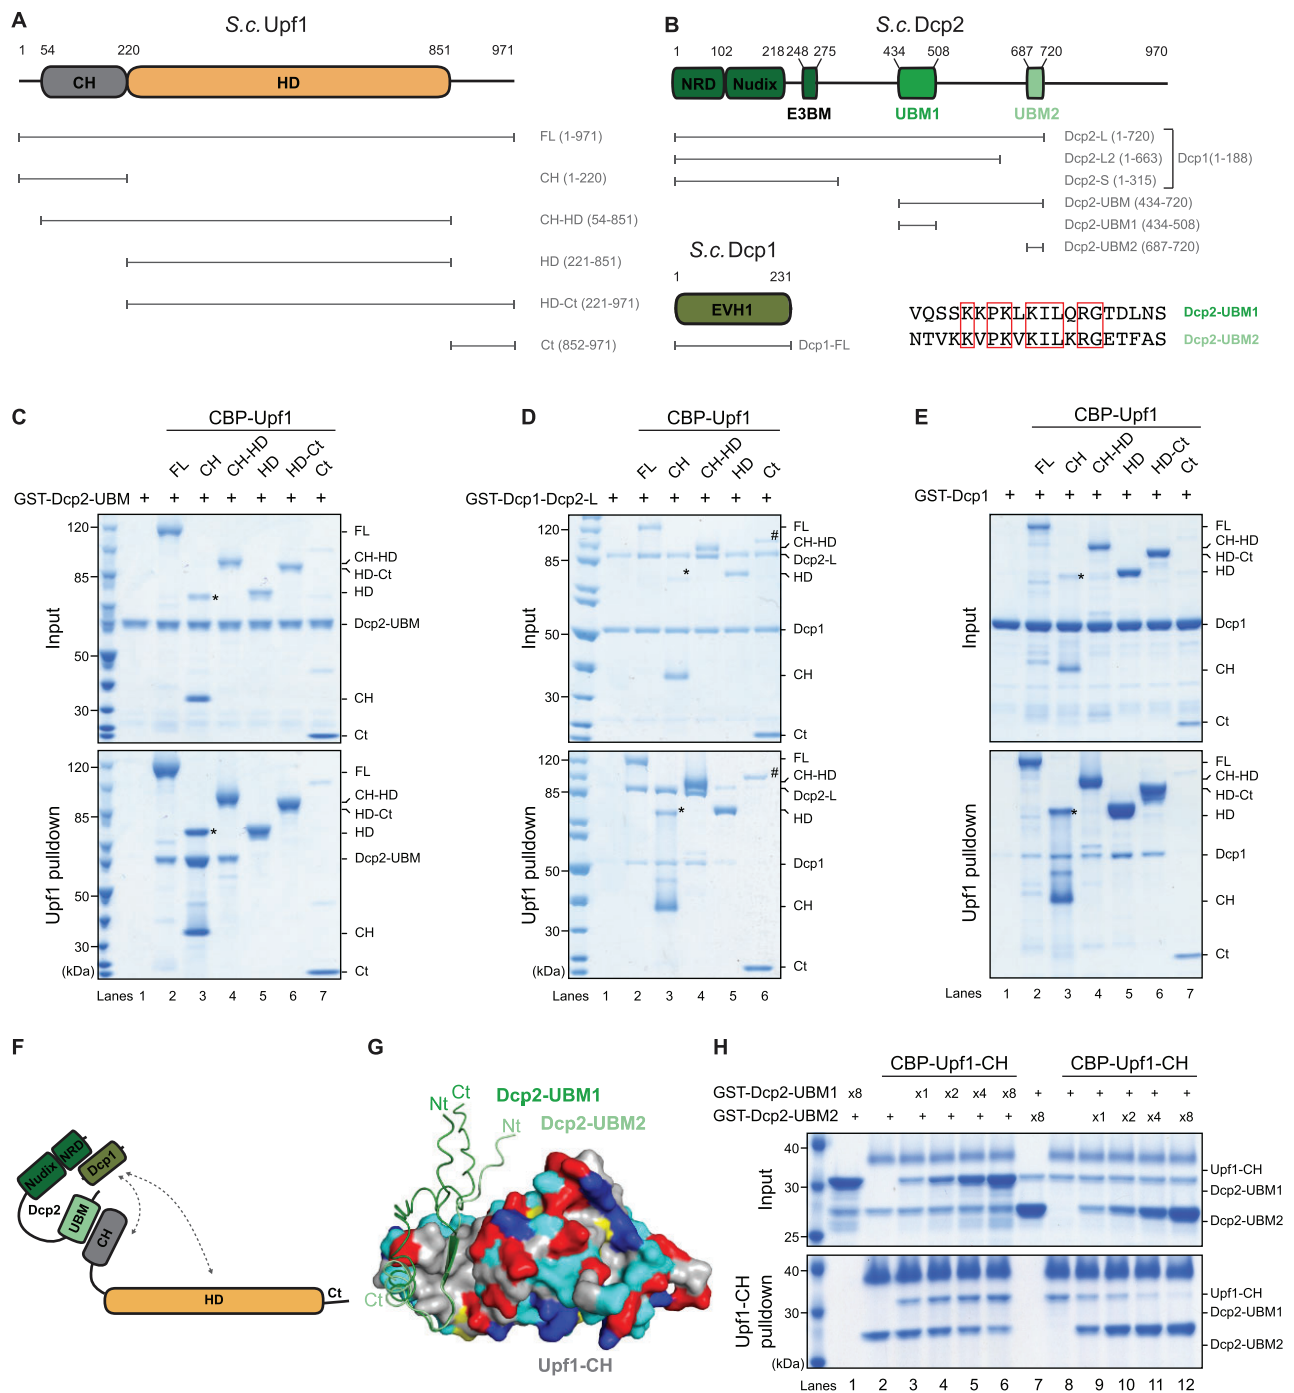 A
S.c. Upf1
1 54 220 851 971
CH HD
FL (1-971)
CH (1-220)
CH-HD (54-851)
HD (221-851)
HD-Ct (221-971)
Ct (852-971)
B
S.c. Dcp2
1 102 218 248 275 434 508 687 720 970
NRD Nudix
E3BM UBM1 UBM2
Dcp2-L (1-720)
Dcp2-L2 (1-663) Dcp1(1-188)
Dcp2-S (1-315)
Dcp2-UBM (434-720)
Dcp2-UBM1 (434-508)
Dcp2-UBM2 (687-720)
S.c. Dcp1
1 231
EVH1
Dcp1-FL
VQSSKKPKLKILQRGTDLNS Dcp2-UBM1
NTVKKVPKVKILKRGETFAS Dcp2-UBM2
C
CBP-Upf1
FL CH CH-HD HD HD-Ct Ct
GST-Dcp2-UBM + + + + + + +
Input
120
85
50
30
FL
CH-HD
HD-Ct
HD
*
Dcp2-UBM
CH
Ct
Upf1 pulldown
120
85
50
30
(kDa)
FL
CH-HD
HD-Ct
HD
*
Dcp2-UBM
CH
Ct
Lanes 1 2 3 4 5 6 7
D
CBP-Upf1
FL CH CH-HD HD Ct
GST-Dcp1-Dcp2-L + + + + + +
Input
120
85
50
30
FL
#
CH-HD
Dcp2-L
*
HD
Dcp1
CH
Ct
Upf1 pulldown
120
85
50
30
(kDa)
FL
#
CH-HD
Dcp2-L
*
HD
Dcp1
CH
Ct
Lanes 1 2 3 4 5 6
E
CBP-Upf1
FL CH CH-HD HD HD-Ct Ct
GST-Dcp1 + + + + + + +
Input
FL
CH-HD
HD-Ct
HD
*
Dcp1
CH
Ct
Upf1 pulldown
FL
CH-HD
HD-Ct
HD
*
Dcp1
CH
Ct
Lanes 1 2 3 4 5 6 7
F
Nudix NRD Dcp1
Dcp2 UBM CH
HD Ct
G
Nt Ct Dcp2-UBM1
Nt Dcp2-UBM2
Ct
Upf1-CH
H
CBP-Upf1-CH CBP-Upf1-CH
GST-Dcp2-UBM1 x8 x1 x2 x4 x8 + + + + + +
GST-Dcp2-UBM2 + + + + + + x8 x1 x2 x4 x8
Input
40
30
25
Upf1-CH
Dcp2-UBM1
Dcp2-UBM2
Upf1-CH pulldown
40
30
(kDa)
Upf1-CH
Dcp2-UBM1
Dcp2-UBM2
Lanes 1 2 3 4 5 6 7 8 9 10 11 12